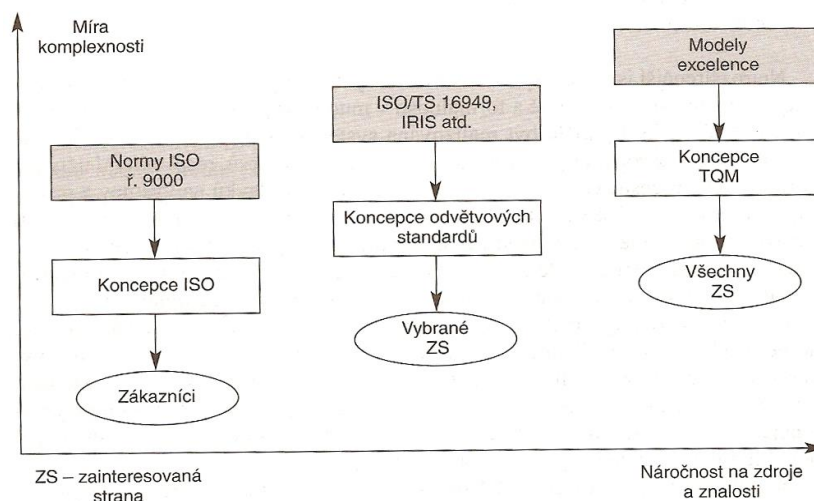 Míra
komplexnosti
Modely
excelence
ISO/TS 16949,
IRIS atd.
Normy ISO
ř. 9000
Koncepce
TQM
Koncepce odvětvových
standardů
Koncepce ISO
Všechny
ZS
Vybrané
ZS
Zákazníci
ZS – zainteresovaná
strana
Náročnost na zdroje
a znalosti